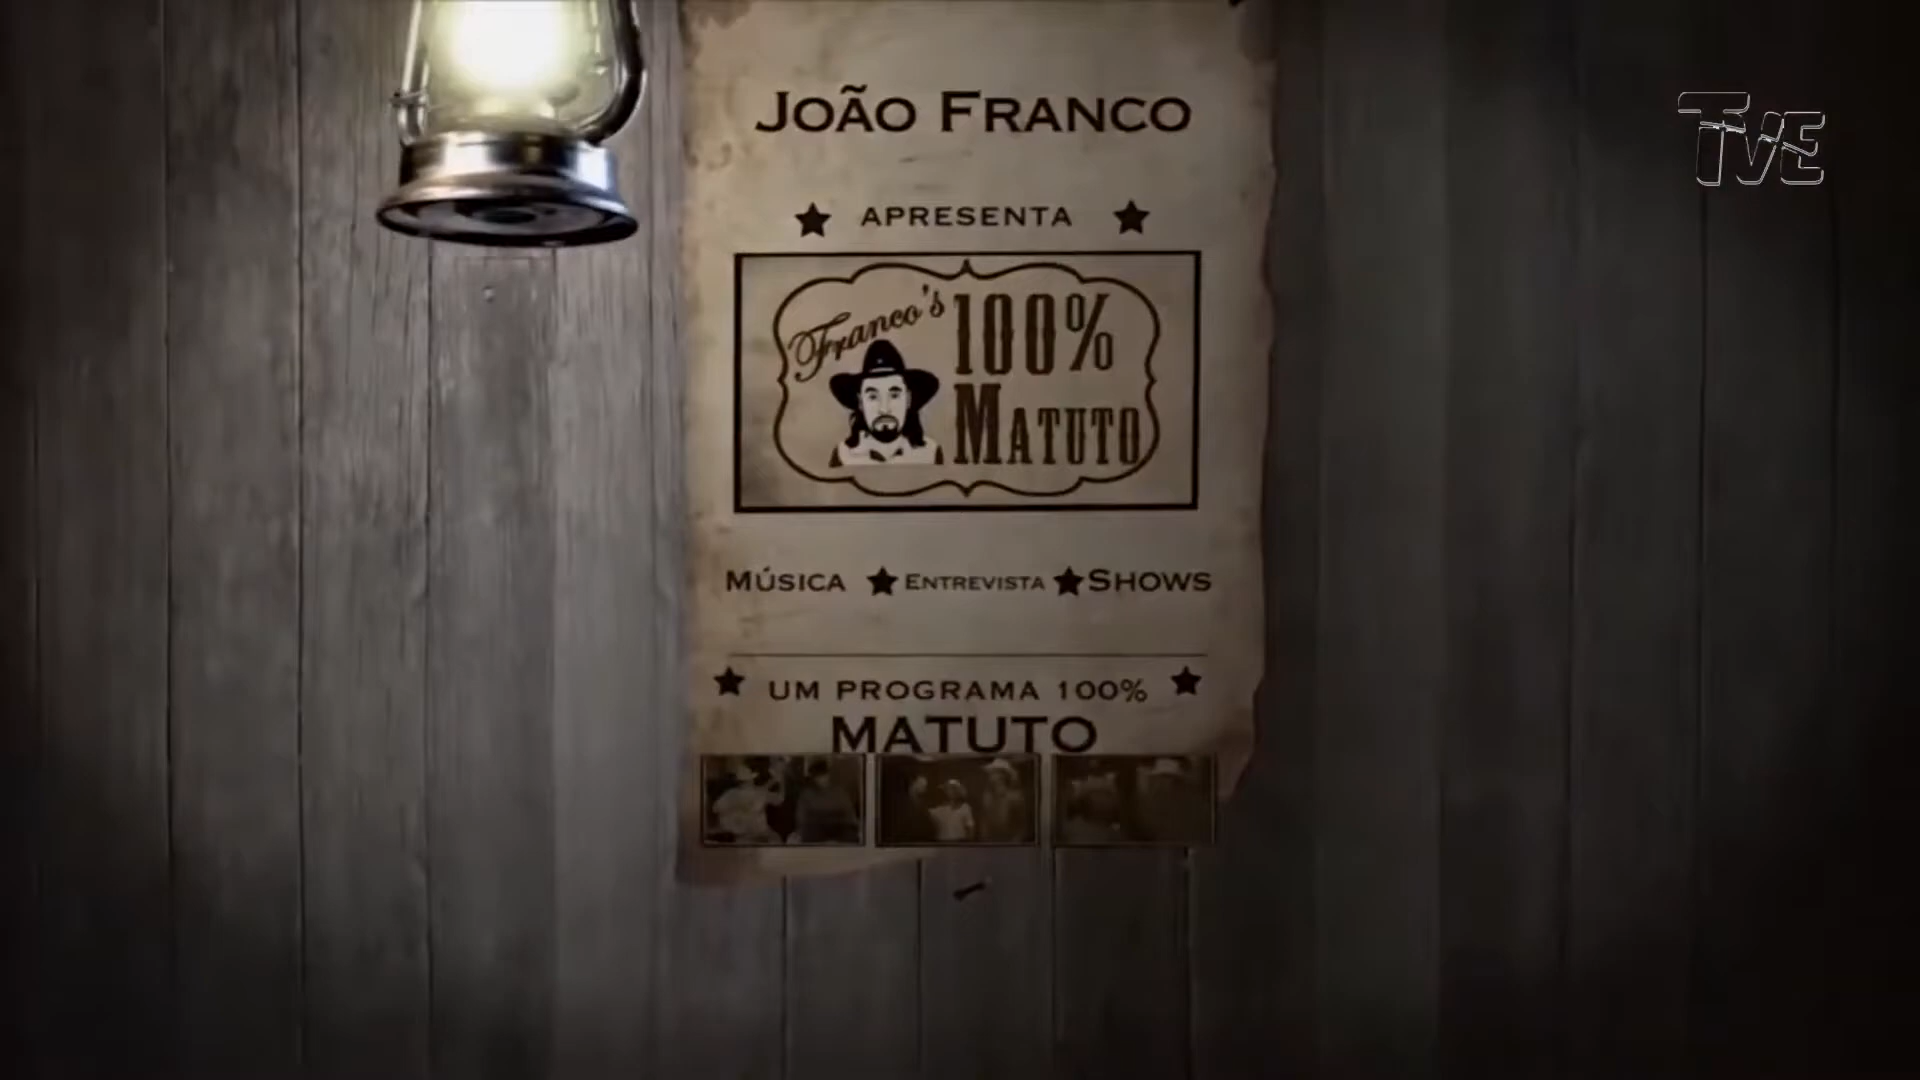 JOÃO FRANCO
TVE
APRESENTA
Franco's 100%
MATUTO
MÚSICA ENTREVISTA SHOWS
UM PROGRAMA 100%
MATUTO